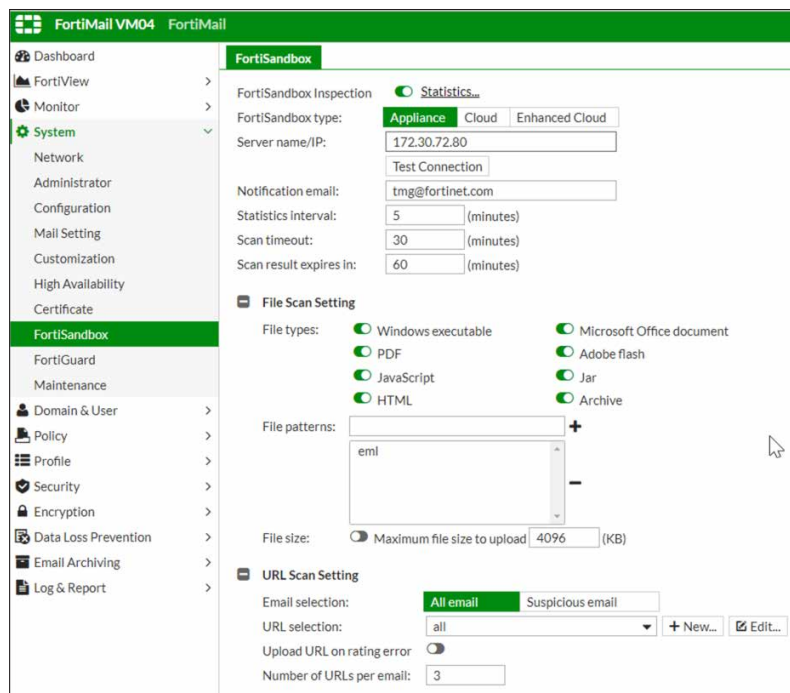 FortiMail VM04 FortiMail
Dashboard
FortiView
Monitor
System
Network
Administrator
Configuration
Mail Setting
Customization
High Availability
Certificate
FortiSandbox
FortiGuard
Maintenance
Domain & User
Policy
Profile
Security
Encryption
Data Loss Prevention
Email Archiving
Log & Report
FortiSandbox
FortiSandbox Inspection Statistics...
FortiSandbox type: Appliance Cloud Enhanced Cloud
Server name/IP: 172.30.72.80
Test Connection
Notification email: tmg@fortinet.com
Statistics interval: 5 (minutes)
Scan timeout: 30 (minutes)
Scan result expires in: 60 (minutes)
File Scan Setting
File types: Windows executable Microsoft Office document
PDF Adobe flash
JavaScript Jar
HTML Archive
File patterns:
eml
File size: Maximum file size to upload 4096 (KB)
URL Scan Setting
Email selection: All email Suspicious email
URL selection: all New... Edit...
Upload URL on rating error
Number of URLs per email: 3